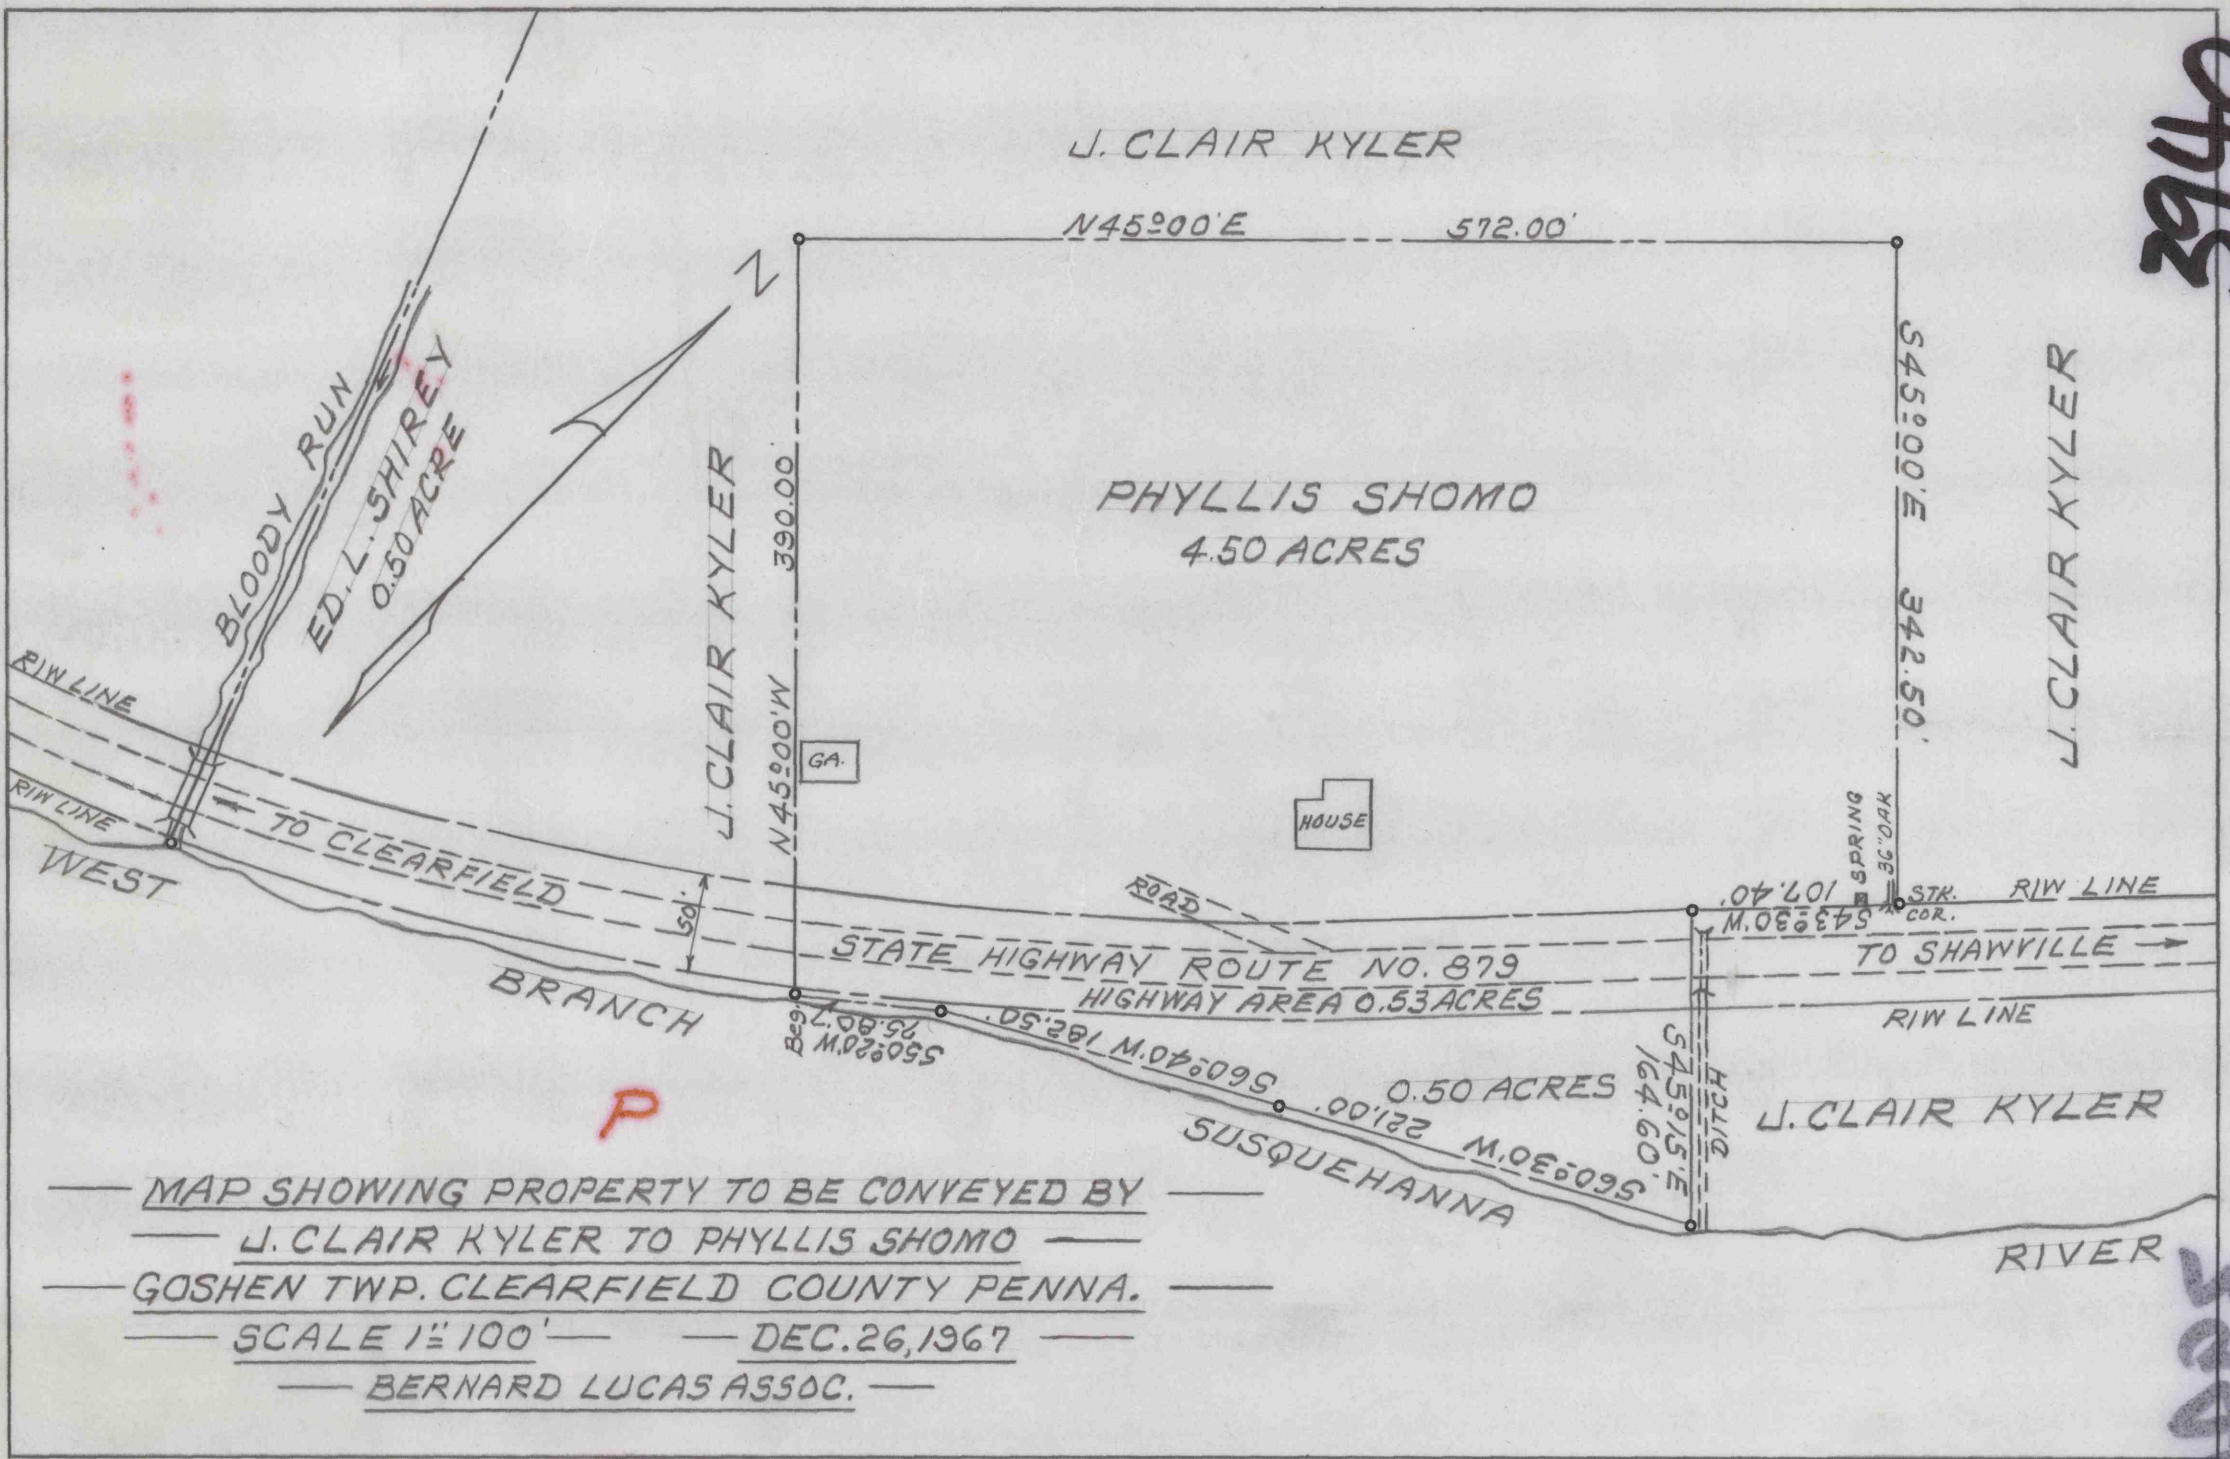 2940
J. CLAIR KYLER
N45°00'E 572.00'
Z
S45°00'E 342.50'
J. CLAIR KYLER
BLOODY RUN
ED. L. SHIREY
0.50 ACRE
J. CLAIR KYLER
N45°00'W 390.00'
PHYLLIS SHOMO
4.50 ACRES
GA.
HOUSE
SPRING
36" OAK
STK.
COR.
R/W LINE
107.40'
S43°30'W
R/W LINE
R/W LINE
TO CLEARFIELD
50'
ROAD
STATE HIGHWAY ROUTE NO. 879
TO SHAWVILLE
HIGHWAY AREA 0.53 ACRES
R/W LINE
WEST
BRANCH
Beg.
S50°20'W
75.80'
S60°40'W 182.50'
S60°30'W 221.00'
0.50 ACRES
S45°15'E
164.60'
DITCH
J. CLAIR KYLER
SUSQUEHANNA
RIVER
P
MAP SHOWING PROPERTY TO BE CONVEYED BY
J. CLAIR KYLER TO PHYLLIS SHOMO
GOSHEN TWP. CLEARFIELD COUNTY PENNA.
SCALE 1"=100' DEC. 26, 1967
BERNARD LUCAS ASSOC.